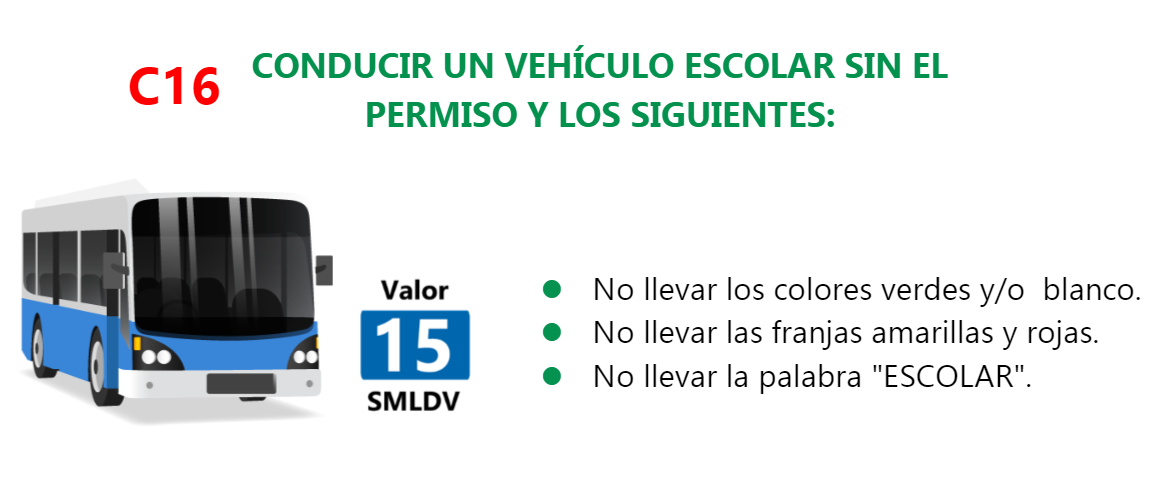 C16
CONDUCIR UN VEHÍCULO ESCOLAR SIN EL
PERMISO Y LOS SIGUIENTES:
Valor
15
SMLDV
● No llevar los colores verdes y/o  blanco.
● No llevar las franjas amarillas y rojas.
● No llevar la palabra "ESCOLAR".